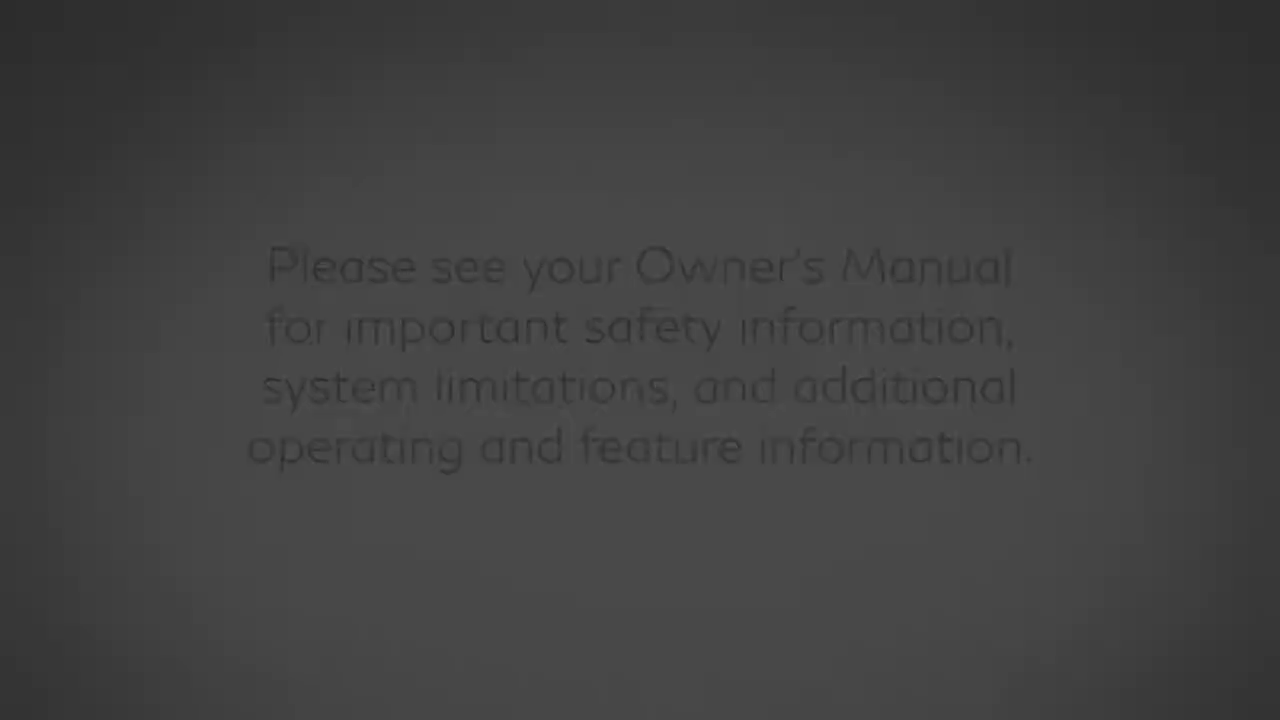 Please see your Owner's Manual
for important safety information,
system limitations, and additional
operating and feature information.